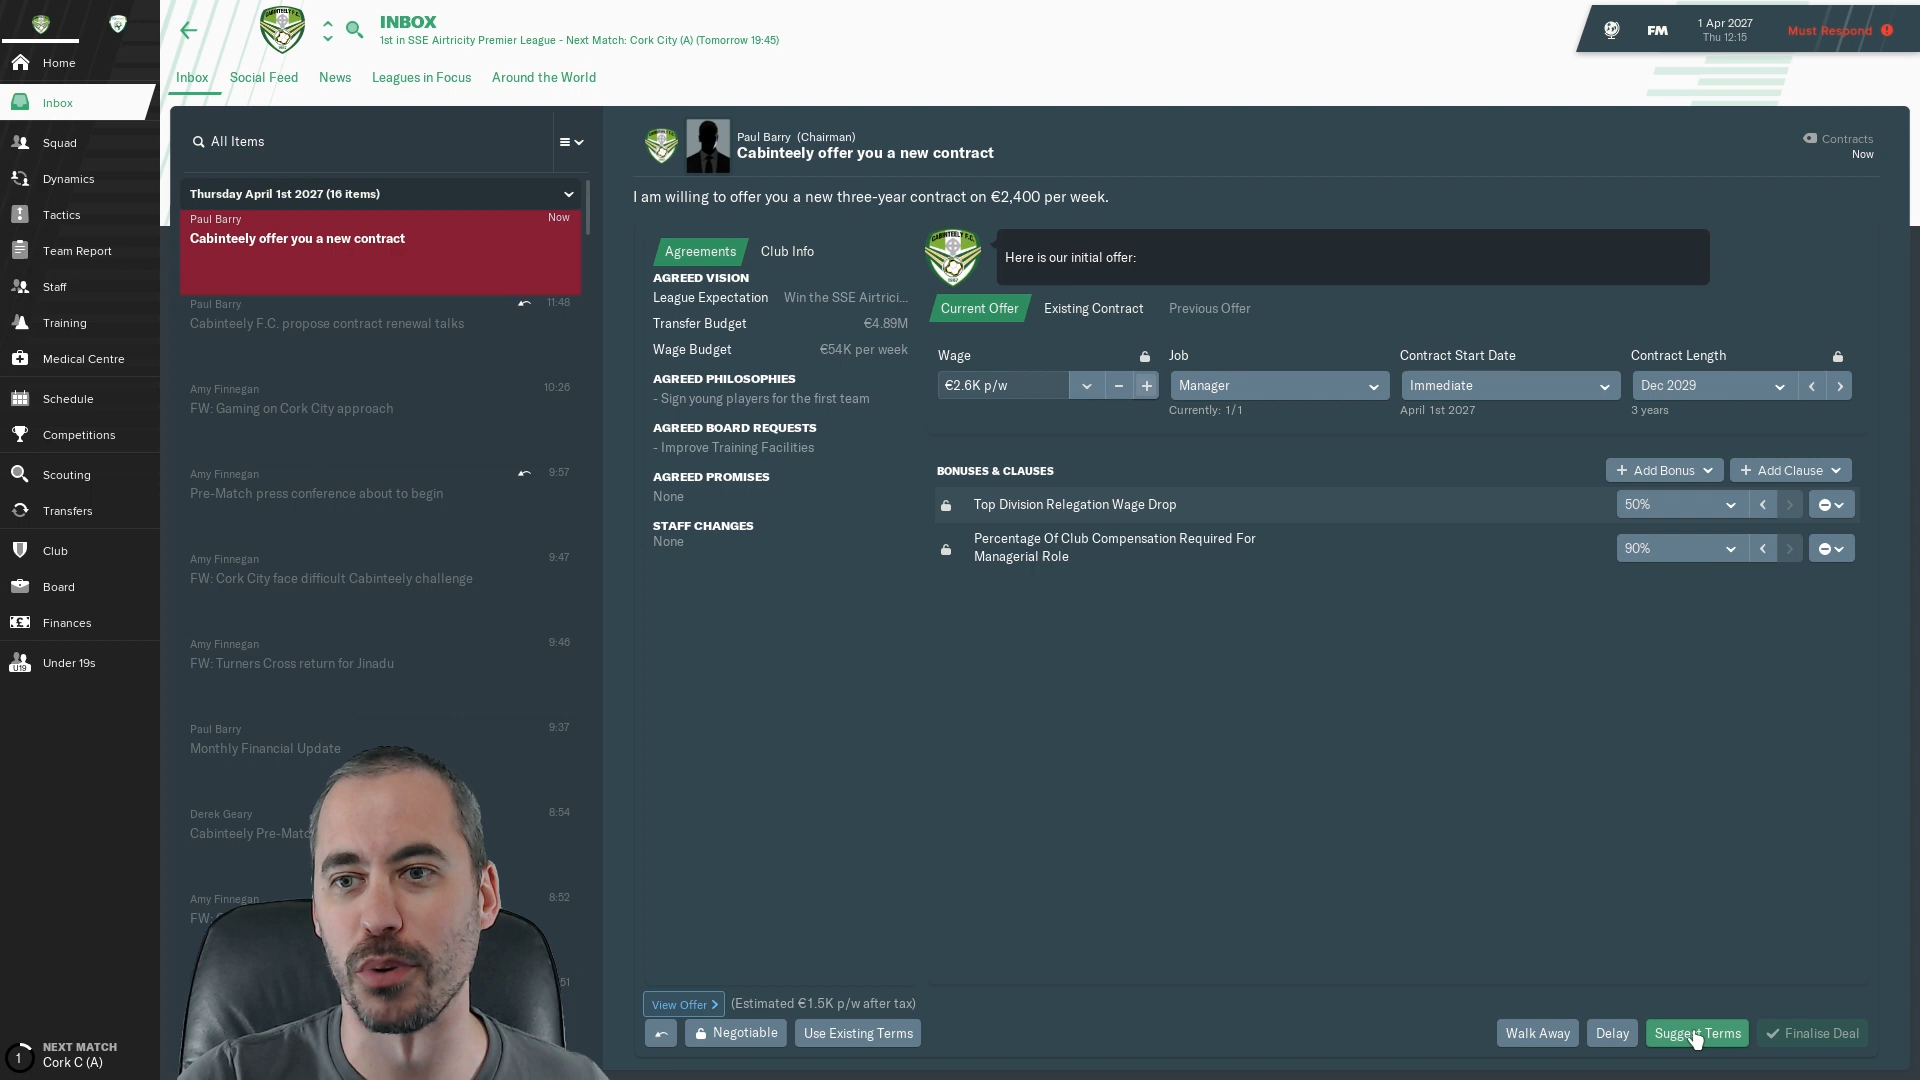 INBOX
1st in SSE Airtricity Premier League - Next Match: Cork City (A) (Tomorrow 19:45)
FM
1 Apr 2027
Thu 12:15
Must Respond
Home
Inbox
Squad
Dynamics
Tactics
Team Report
Staff
Training
Medical Centre
Schedule
Competitions
Scouting
Transfers
Club
Board
Finances
U19
Under 19s
1
NEXT MATCH
Cork C (A)
Inbox
Social Feed
News
Leagues in Focus
Around the World
All Items
Thursday April 1st 2027 (16 items)
Paul Barry
Now
Cabinteely offer you a new contract
Paul Barry
11:48
Cabinteely F.C. propose contract renewal talks
Amy Finnegan
10:26
FW: Gaming on Cork City approach
Amy Finnegan
9:57
Pre-Match press conference about to begin
Amy Finnegan
9:47
FW: Cork City face difficult Cabinteely challenge
Amy Finnegan
9:46
FW: Turners Cross return for Jinadu
Paul Barry
9:37
Monthly Financial Update
Derek Geary
8:54
Cabinteely Pre-Matc
Amy Finnegan
8:52
FW:
51
Paul Barry (Chairman)
Cabinteely offer you a new contract
Contracts
Now
I am willing to offer you a new three-year contract on €2,400 per week.
Agreements
Club Info
AGREED VISION
League Expectation
Win the SSE Airtrici...
Transfer Budget
€4.89M
Wage Budget
€54K per week
AGREED PHILOSOPHIES
- Sign young players for the first team
AGREED BOARD REQUESTS
- Improve Training Facilities
AGREED PROMISES
None
STAFF CHANGES
None
CABINTEELY F.C.
Here is our initial offer:
Current Offer
Existing Contract
Previous Offer
Wage
€2.6K p/w
Job
Manager
Currently: 1/1
Contract Start Date
Immediate
April 1st 2027
Contract Length
Dec 2029
3 years
BONUSES & CLAUSES
Add Bonus
Add Clause
Top Division Relegation Wage Drop
50%
Percentage Of Club Compensation Required For
Managerial Role
90%
View Offer
(Estimated €1.5K p/w after tax)
Negotiable
Use Existing Terms
Walk Away
Delay
Suggest Terms
Finalise Deal